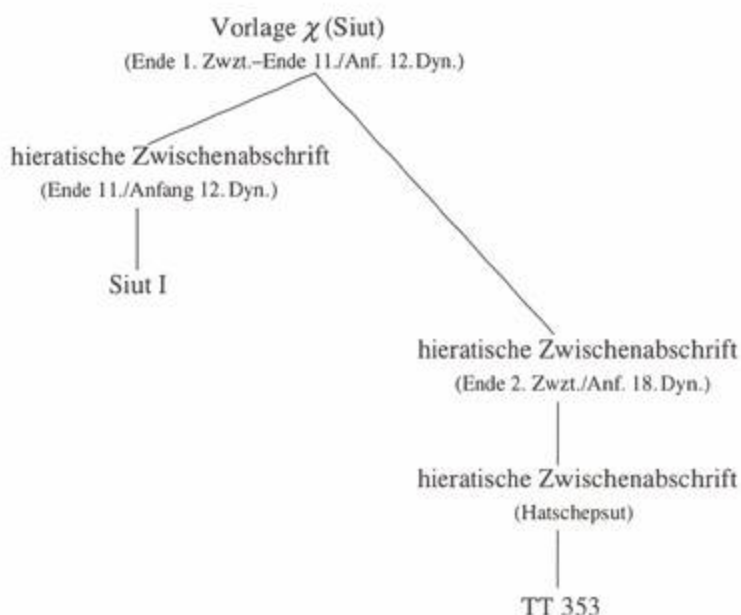 Vorlage χ (Siut)
(Ende 1. Zwzt.–Ende 11./Anf. 12. Dyn.)
hieratische Zwischenabschrift
(Ende 11./Anfang 12. Dyn.)
Siut I
hieratische Zwischenabschrift
(Ende 2. Zwzt./Anf. 18. Dyn.)
hieratische Zwischenabschrift
(Hatschepsut)
TT 353